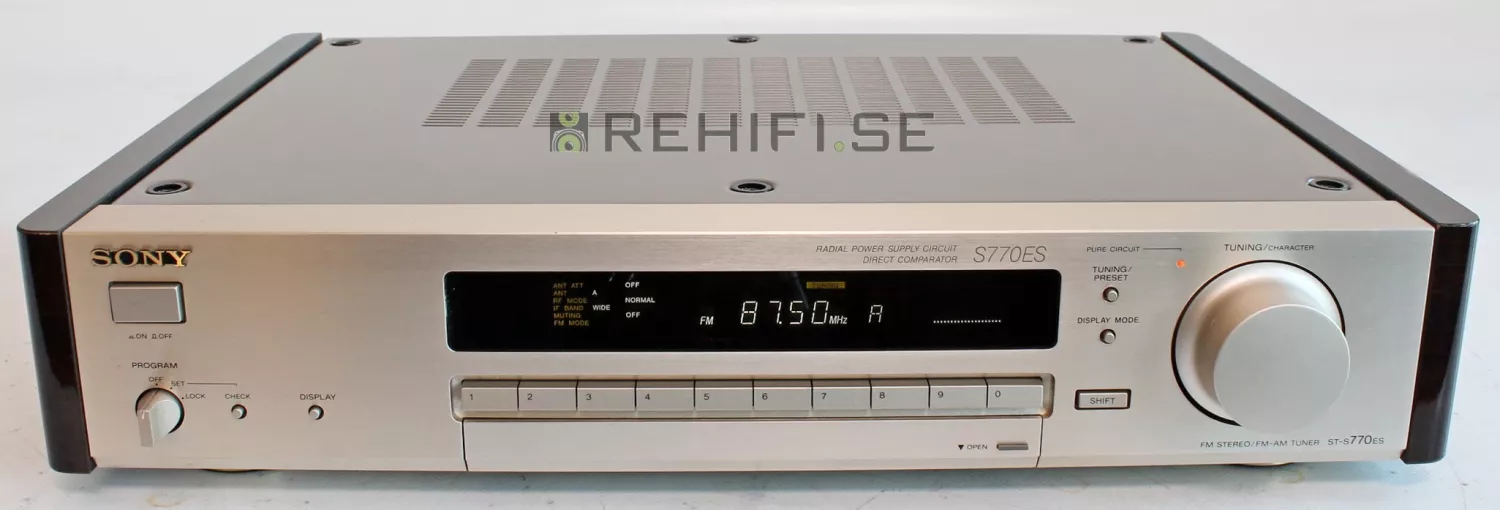 REHIFI.SE
SONY
RADIAL POWER SUPPLY CIRCUIT
DIRECT COMPARATOR
S770ES
PURE CIRCUIT
TUNING/CHARACTER
TUNING/
PRESET
DISPLAY MODE
SHIFT
ON OFF
PROGRAM
OFF
SET
LOCK
CHECK
DISPLAY
ANT ATT OFF
ANT A
RF MODE NORMAL
IF BAND WIDE
MUTING OFF
FM MODE
TUNING
FM 87.50 MHz A
1 2 3 4 5 6 7 8 9 0
▼ OPEN
FM STEREO/FM-AM TUNER ST-S770ES